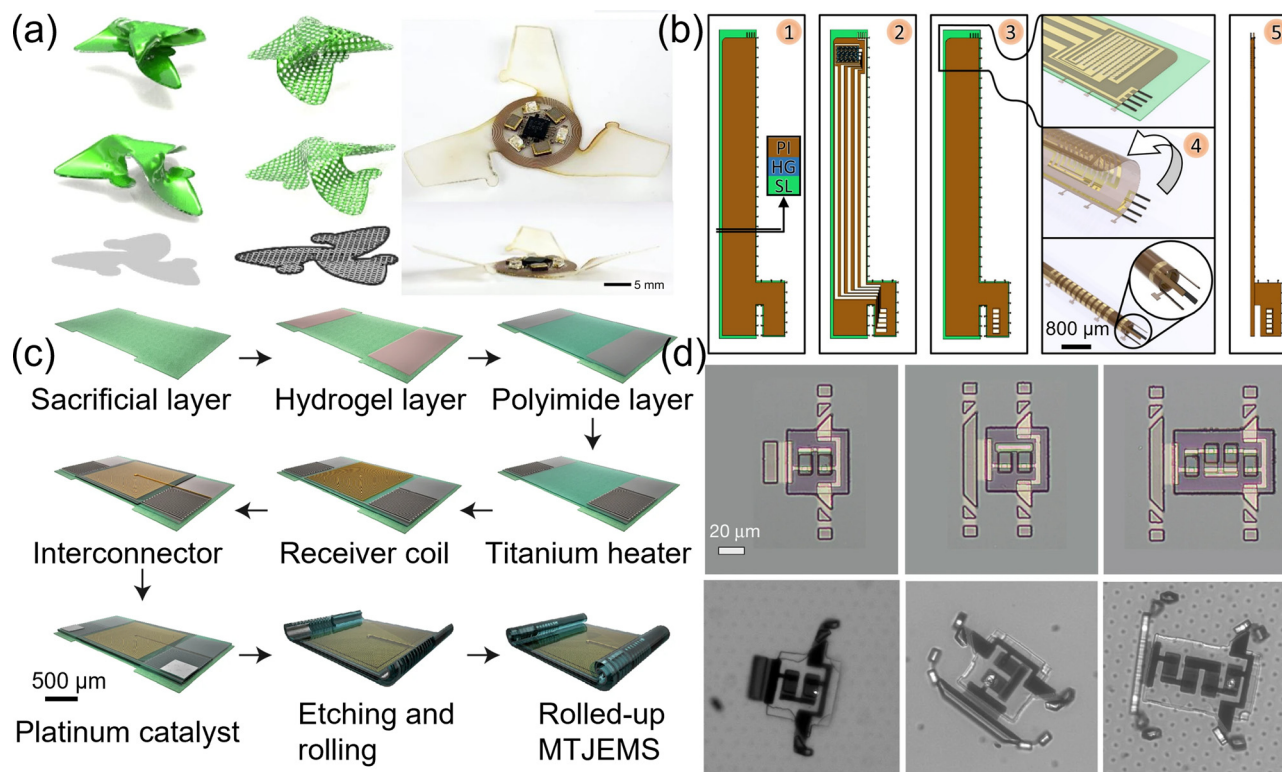 (a)
5 mm
(b)
1
2
3
5
PI
HG
SL
4
800 µm
(c)
Sacrificial layer
Hydrogel layer
Polyimide layer
Interconnector
Receiver coil
Titanium heater
500 µm
Platinum catalyst
Etching and
rolling
Rolled-up
MTJEMS
(d)
20 µm